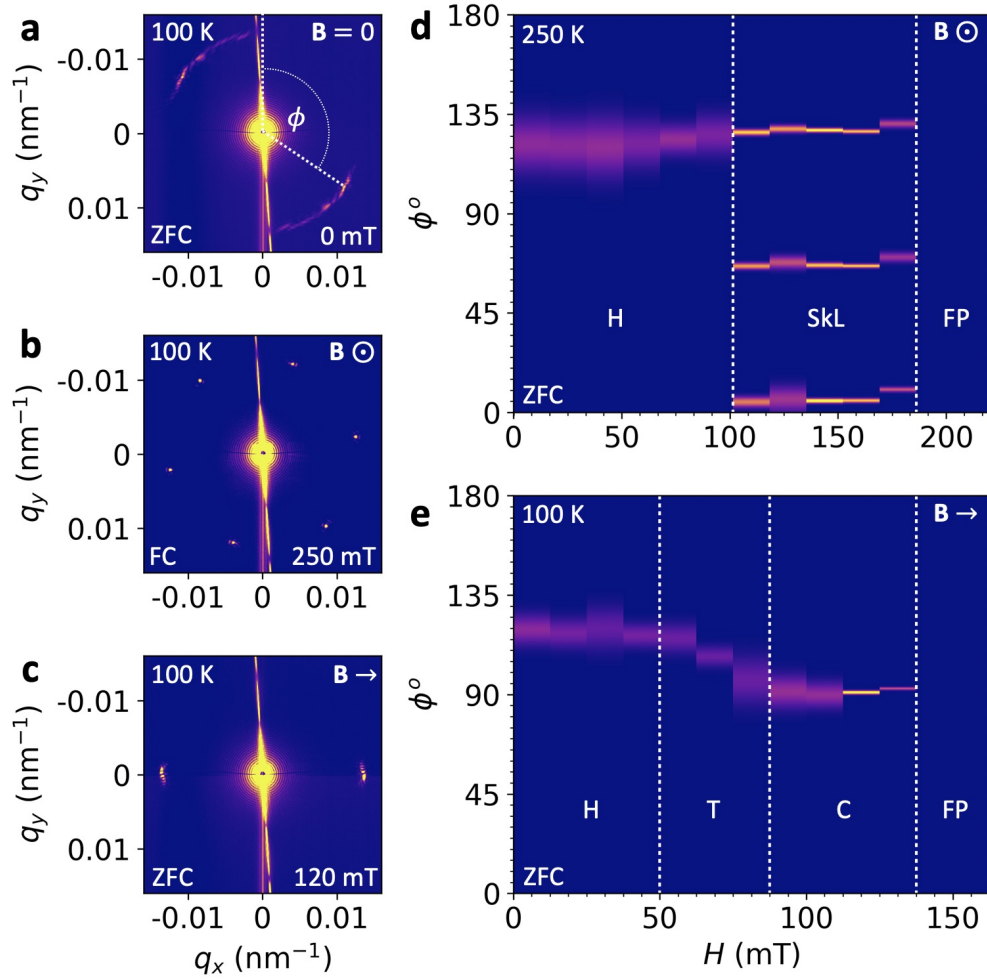 a
100 K
B = 0
ϕ
ZFC
0 mT
-0.01
0
0.01
q_y (nm⁻¹)
-0.01
0
0.01
b
100 K
B ⊙
FC
250 mT
-0.01
0
0.01
q_y (nm⁻¹)
-0.01
0
0.01
c
100 K
B →
ZFC
120 mT
-0.01
0
0.01
q_y (nm⁻¹)
-0.01
0
0.01
q_x (nm⁻¹)
d
250 K
B ⊙
180
135
90
45
0
ϕ°
H
SkL
FP
ZFC
0
50
100
150
200
e
100 K
B →
180
135
90
45
0
ϕ°
H
T
C
FP
ZFC
0
50
100
150
H (mT)